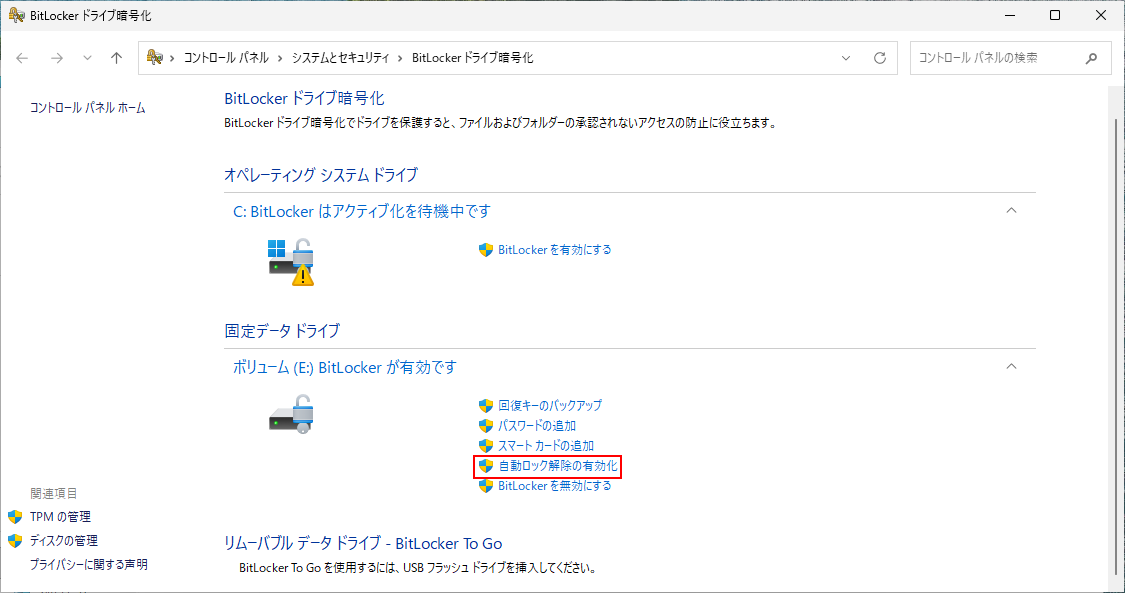 BitLocker ドライブ暗号化
コントロール パネル › システムとセキュリティ › BitLocker ドライブ暗号化
コントロール パネルの検索
コントロール パネル ホーム
BitLocker ドライブ暗号化
BitLocker ドライブ暗号化でドライブを保護すると、ファイルおよびフォルダーの承認されないアクセスの防止に役立ちます。
オペレーティング システム ドライブ
C: BitLocker はアクティブ化を待機中です
BitLocker を有効にする
固定データ ドライブ
ボリューム (E:) BitLocker が有効です
回復キーのバックアップ
パスワードの追加
スマート カードの追加
自動ロック解除の有効化
BitLocker を無効にする
関連項目
TPM の管理
ディスクの管理
プライバシーに関する声明
リムーバブル データ ドライブ - BitLocker To Go
BitLocker To Go を使用するには、USB フラッシュ ドライブを挿入してください。